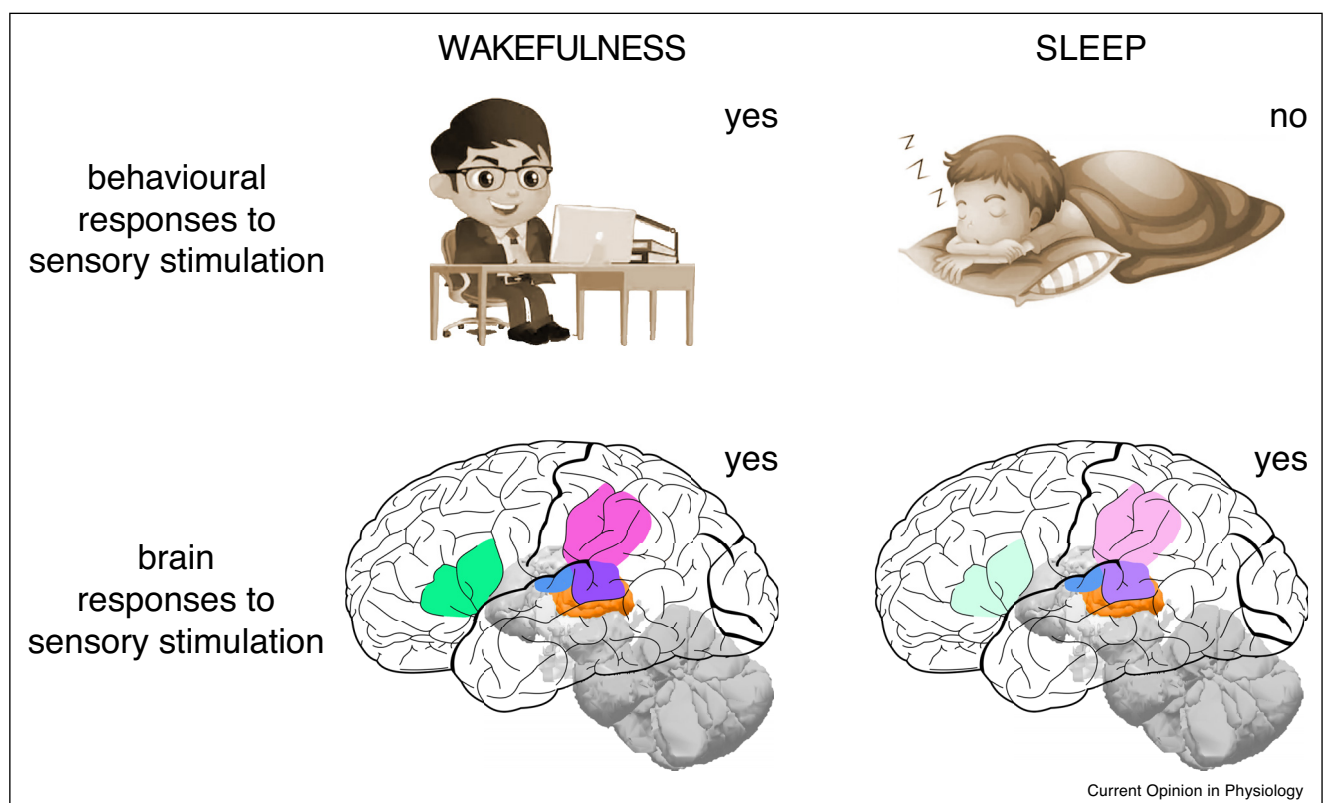 WAKEFULNESS
SLEEP
behavioural
responses to
sensory stimulation
yes
no
z
z
z
z
brain
responses to
sensory stimulation
yes
yes
Current Opinion in Physiology